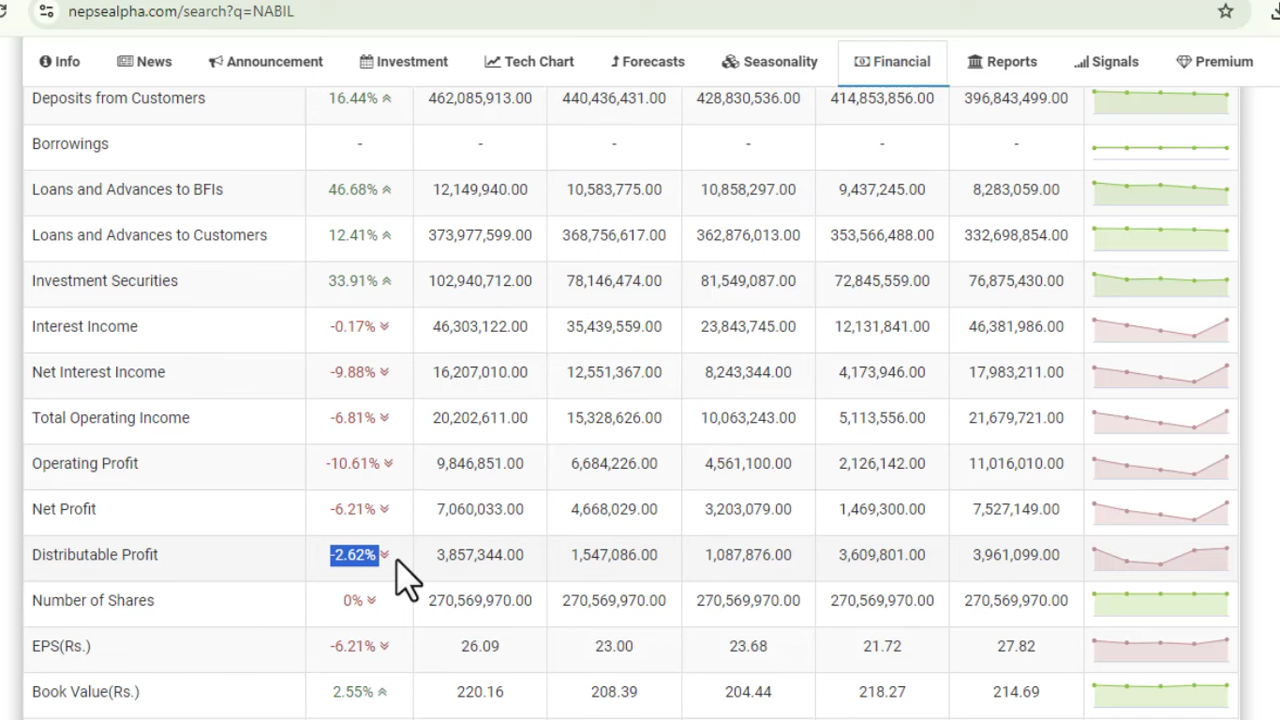 nepsealpha.com/search?q=NABIL
Info News Announcement Investment Tech Chart Forecasts Seasonality Financial Reports Signals Premium
Deposits from Customers 16.44% 462,085,913.00 440,436,431.00 428,830,536.00 414,853,856.00 396,843,499.00
Borrowings - - - - - -
Loans and Advances to BFIs 46.68% 12,149,940.00 10,583,775.00 10,858,297.00 9,437,245.00 8,283,059.00
Loans and Advances to Customers 12.41% 373,977,599.00 368,756,617.00 362,876,013.00 353,566,488.00 332,698,854.00
Investment Securities 33.91% 102,940,712.00 78,146,474.00 81,549,087.00 72,845,559.00 76,875,430.00
Interest Income -0.17% 46,303,122.00 35,439,559.00 23,843,745.00 12,131,841.00 46,381,986.00
Net Interest Income -9.88% 16,207,010.00 12,551,367.00 8,243,344.00 4,173,946.00 17,983,211.00
Total Operating Income -6.81% 20,202,611.00 15,328,626.00 10,063,243.00 5,113,556.00 21,679,721.00
Operating Profit -10.61% 9,846,851.00 6,684,226.00 4,561,100.00 2,126,142.00 11,016,010.00
Net Profit -6.21% 7,060,033.00 4,668,029.00 3,203,079.00 1,469,300.00 7,527,149.00
Distributable Profit -2.62% 3,857,344.00 1,547,086.00 1,087,876.00 3,609,801.00 3,961,099.00
Number of Shares 0% 270,569,970.00 270,569,970.00 270,569,970.00 270,569,970.00 270,569,970.00
EPS(Rs.) -6.21% 26.09 23.00 23.68 21.72 27.82
Book Value(Rs.) 2.55% 220.16 208.39 204.44 218.27 214.69